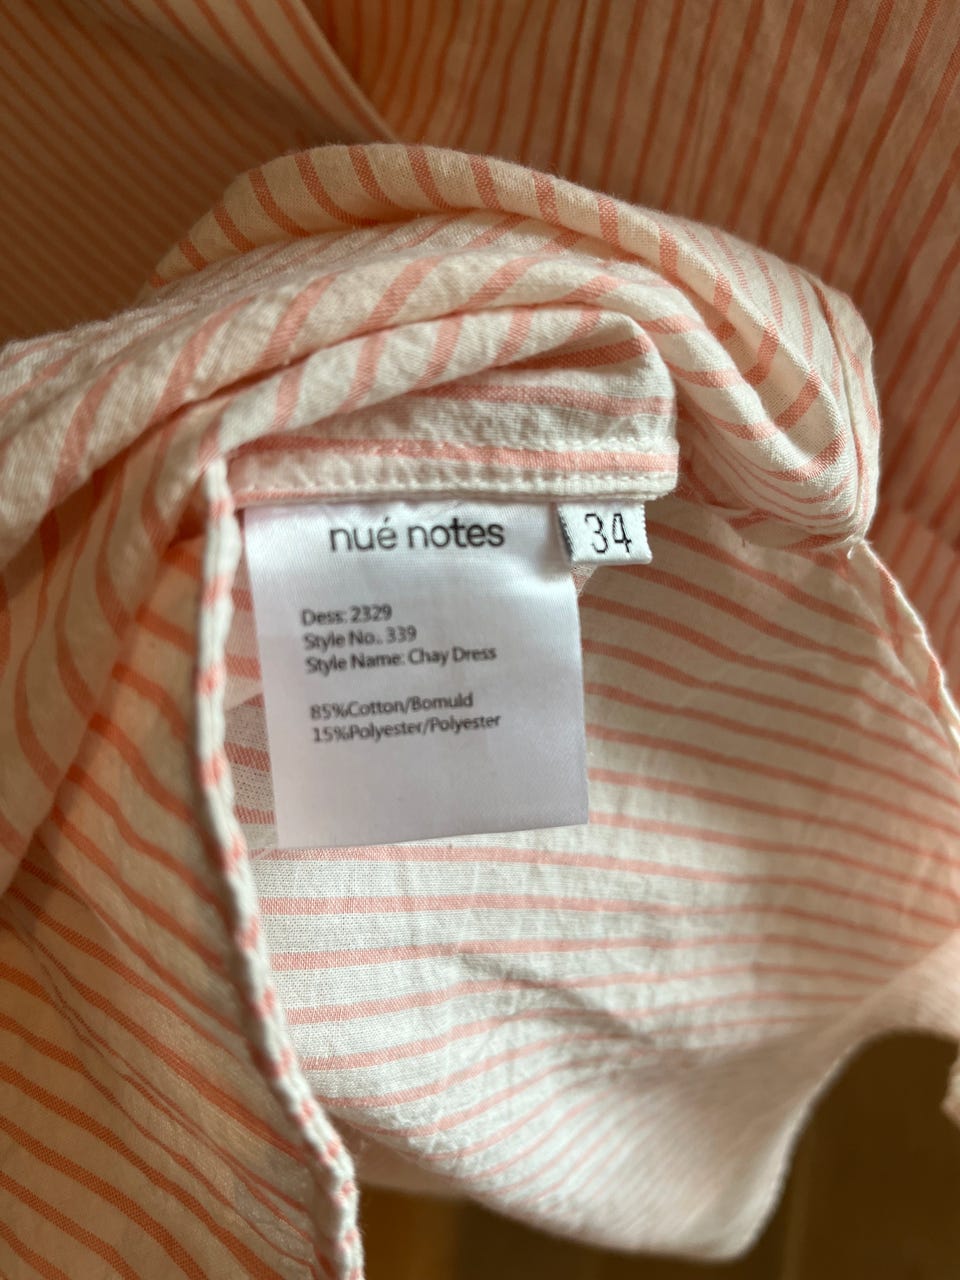 nué notes
34
Dess: 2329
Style No.. 339
Style Name: Chay Dress
85%Cotton/Bomuld
15%Polyester/Polyester